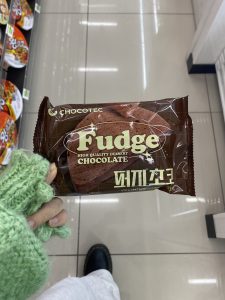 CHOCOTEC
Fudge
HIGH QUALITY DESSERT
CHOCOLATE
퍼지초코